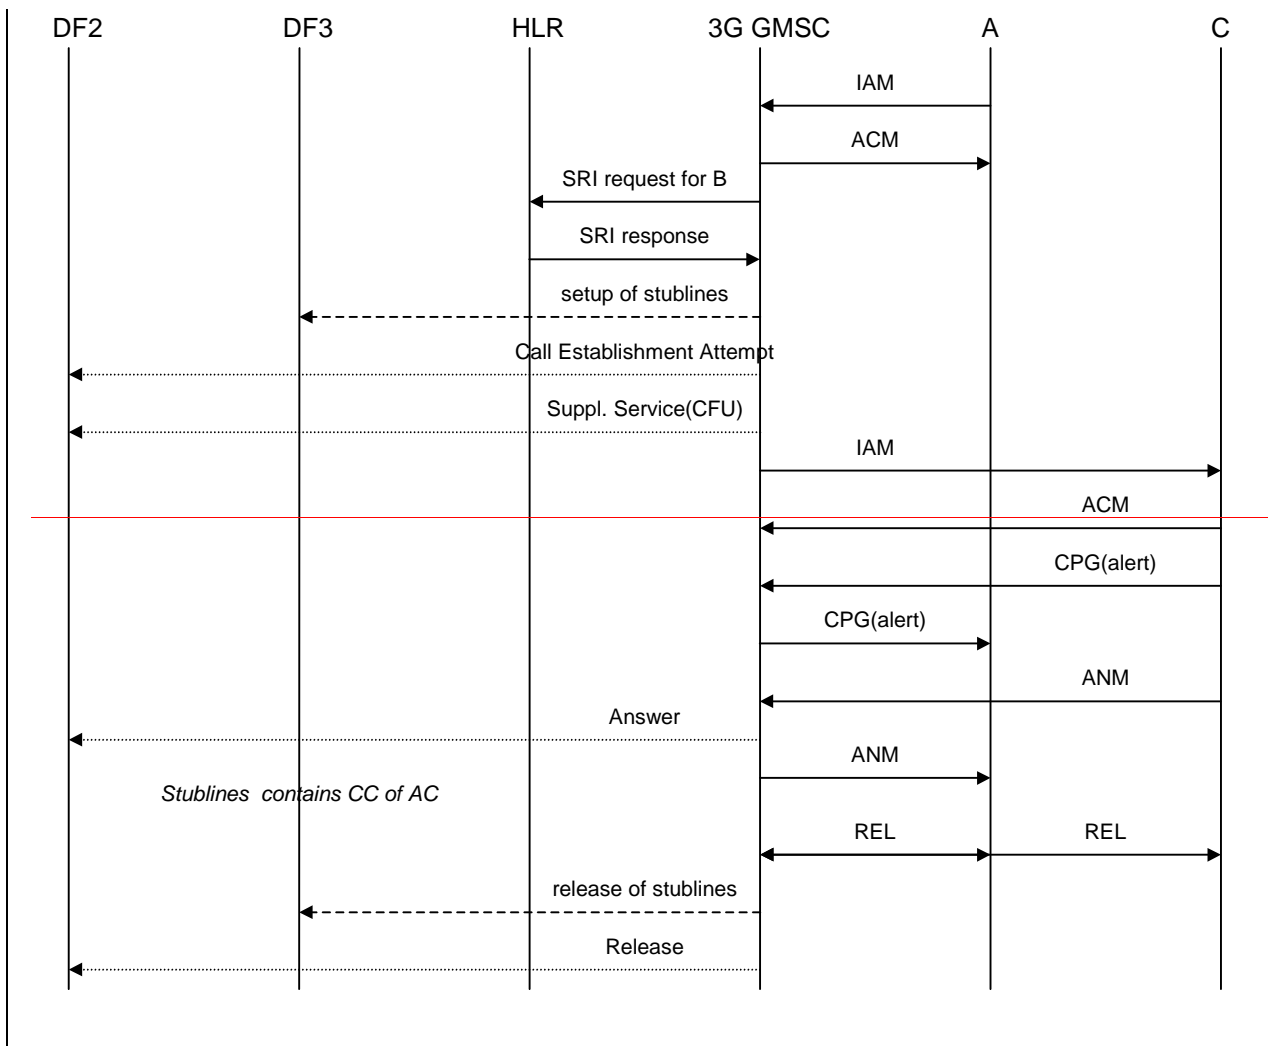 DF2 DF3 HLR 3G GMSC A C
IAM
ACM
SRI request for B
SRI response
setup of stublines
Call Establishment Attempt
Suppl. Service(CFU)
IAM
ACM
CPG(alert)
CPG(alert)
ANM
Answer
ANM
Stublines contains CC of AC
REL REL
release of stublines
Release